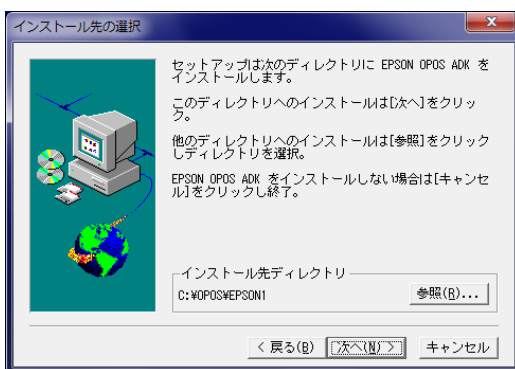 インストール先の選択
セットアップは次のディレクトリに EPSON OPOS ADK を
インストールします。
このディレクトリへのインストールは[次へ]をクリッ
ク。
他のディレクトリへのインストールは[参照]をクリック
しディレクトリを選択。
EPSON OPOS ADK をインストールしない場合は[キャンセ
ル]をクリックし終了。
インストール先ディレクトリ
C:¥OPOS¥EPSON1
参照(R)...
< 戻る(B)
次へ(N) >
キャンセル